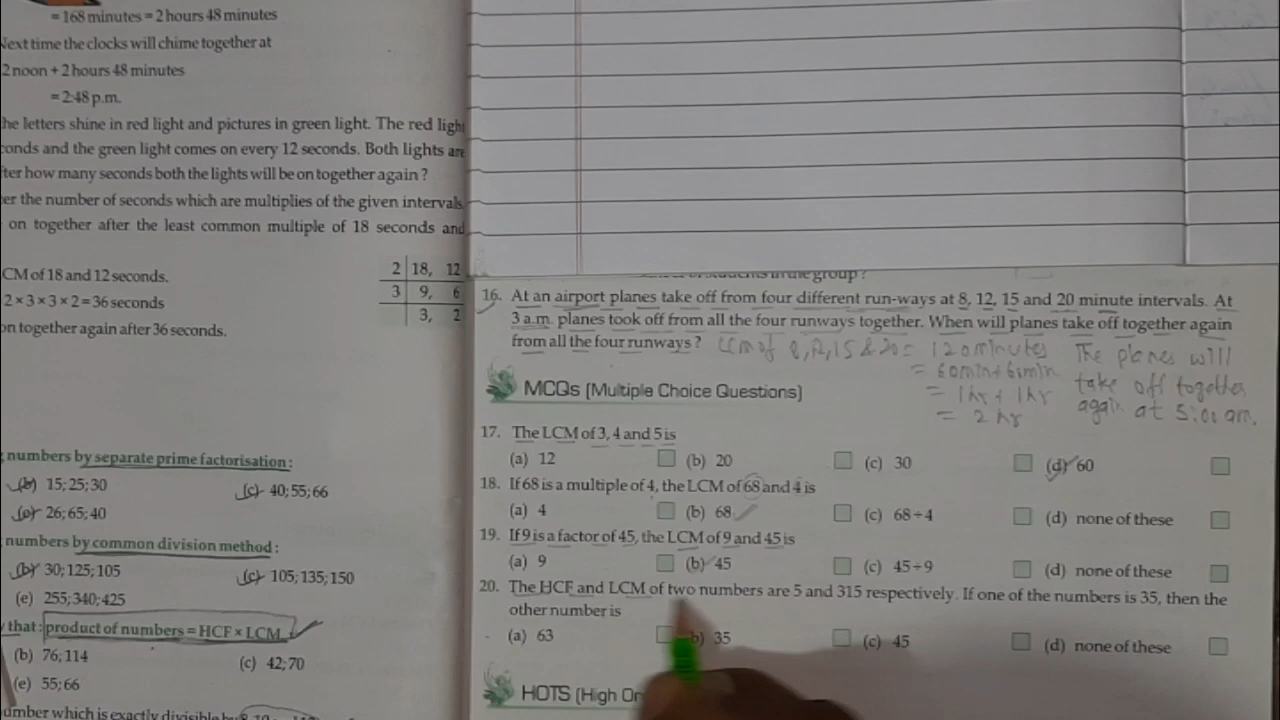 = 168 minutes = 2 hours 48 minutes
Next time the clocks will chime together at
2 noon + 2 hours 48 minutes
= 2:48 p.m.
he letters shine in red light and pictures in green light. The red light
conds and the green light comes on every 12 seconds. Both lights are
fter how many seconds both the lights will be on together again ?
er the number of seconds which are multiplies of the given intervals
on together after the least common multiple of 18 seconds and
CM of 18 and 12 seconds.
2 × 3 × 3 × 2 = 36 seconds
on together again after 36 seconds.
2 18, 12
3 9, 6
3, 2
numbers by separate prime factorisation :
(b) 15; 25; 30
(c) 40; 55; 66
(e) 26; 65; 40
numbers by common division method :
(b) 30; 125; 105
(c) 105; 135; 150
(e) 255; 340; 425
that : product of numbers = HCF × LCM
(b) 76; 114
(c) 42; 70
(e) 55; 66
umber which is exactly divisible by
students in the group ?
16. At an airport planes take off from four different run-ways at 8, 12, 15 and 20 minute intervals. At
3 a.m. planes took off from all the four runways together. When will planes take off together again
from all the four runways ? LCM of 8, 12, 15 & 20 = 120 minutes
= 60min + 60min
= 1hr + 1hr
= 2 hr
The planes will
take off together
again at 5:00 am.
MCQs (Multiple Choice Questions)
17. The LCM of 3, 4 and 5 is
(a) 12 (b) 20 (c) 30 (d) 60
18. If 68 is a multiple of 4, the LCM of 68 and 4 is
(a) 4 (b) 68 (c) 68 ÷ 4 (d) none of these
19. If 9 is a factor of 45, the LCM of 9 and 45 is
(a) 9 (b) 45 (c) 45 ÷ 9 (d) none of these
20. The HCF and LCM of two numbers are 5 and 315 respectively. If one of the numbers is 35, then the
other number is
(a) 63 b) 35 (c) 45 (d) none of these
HOTS (High Or